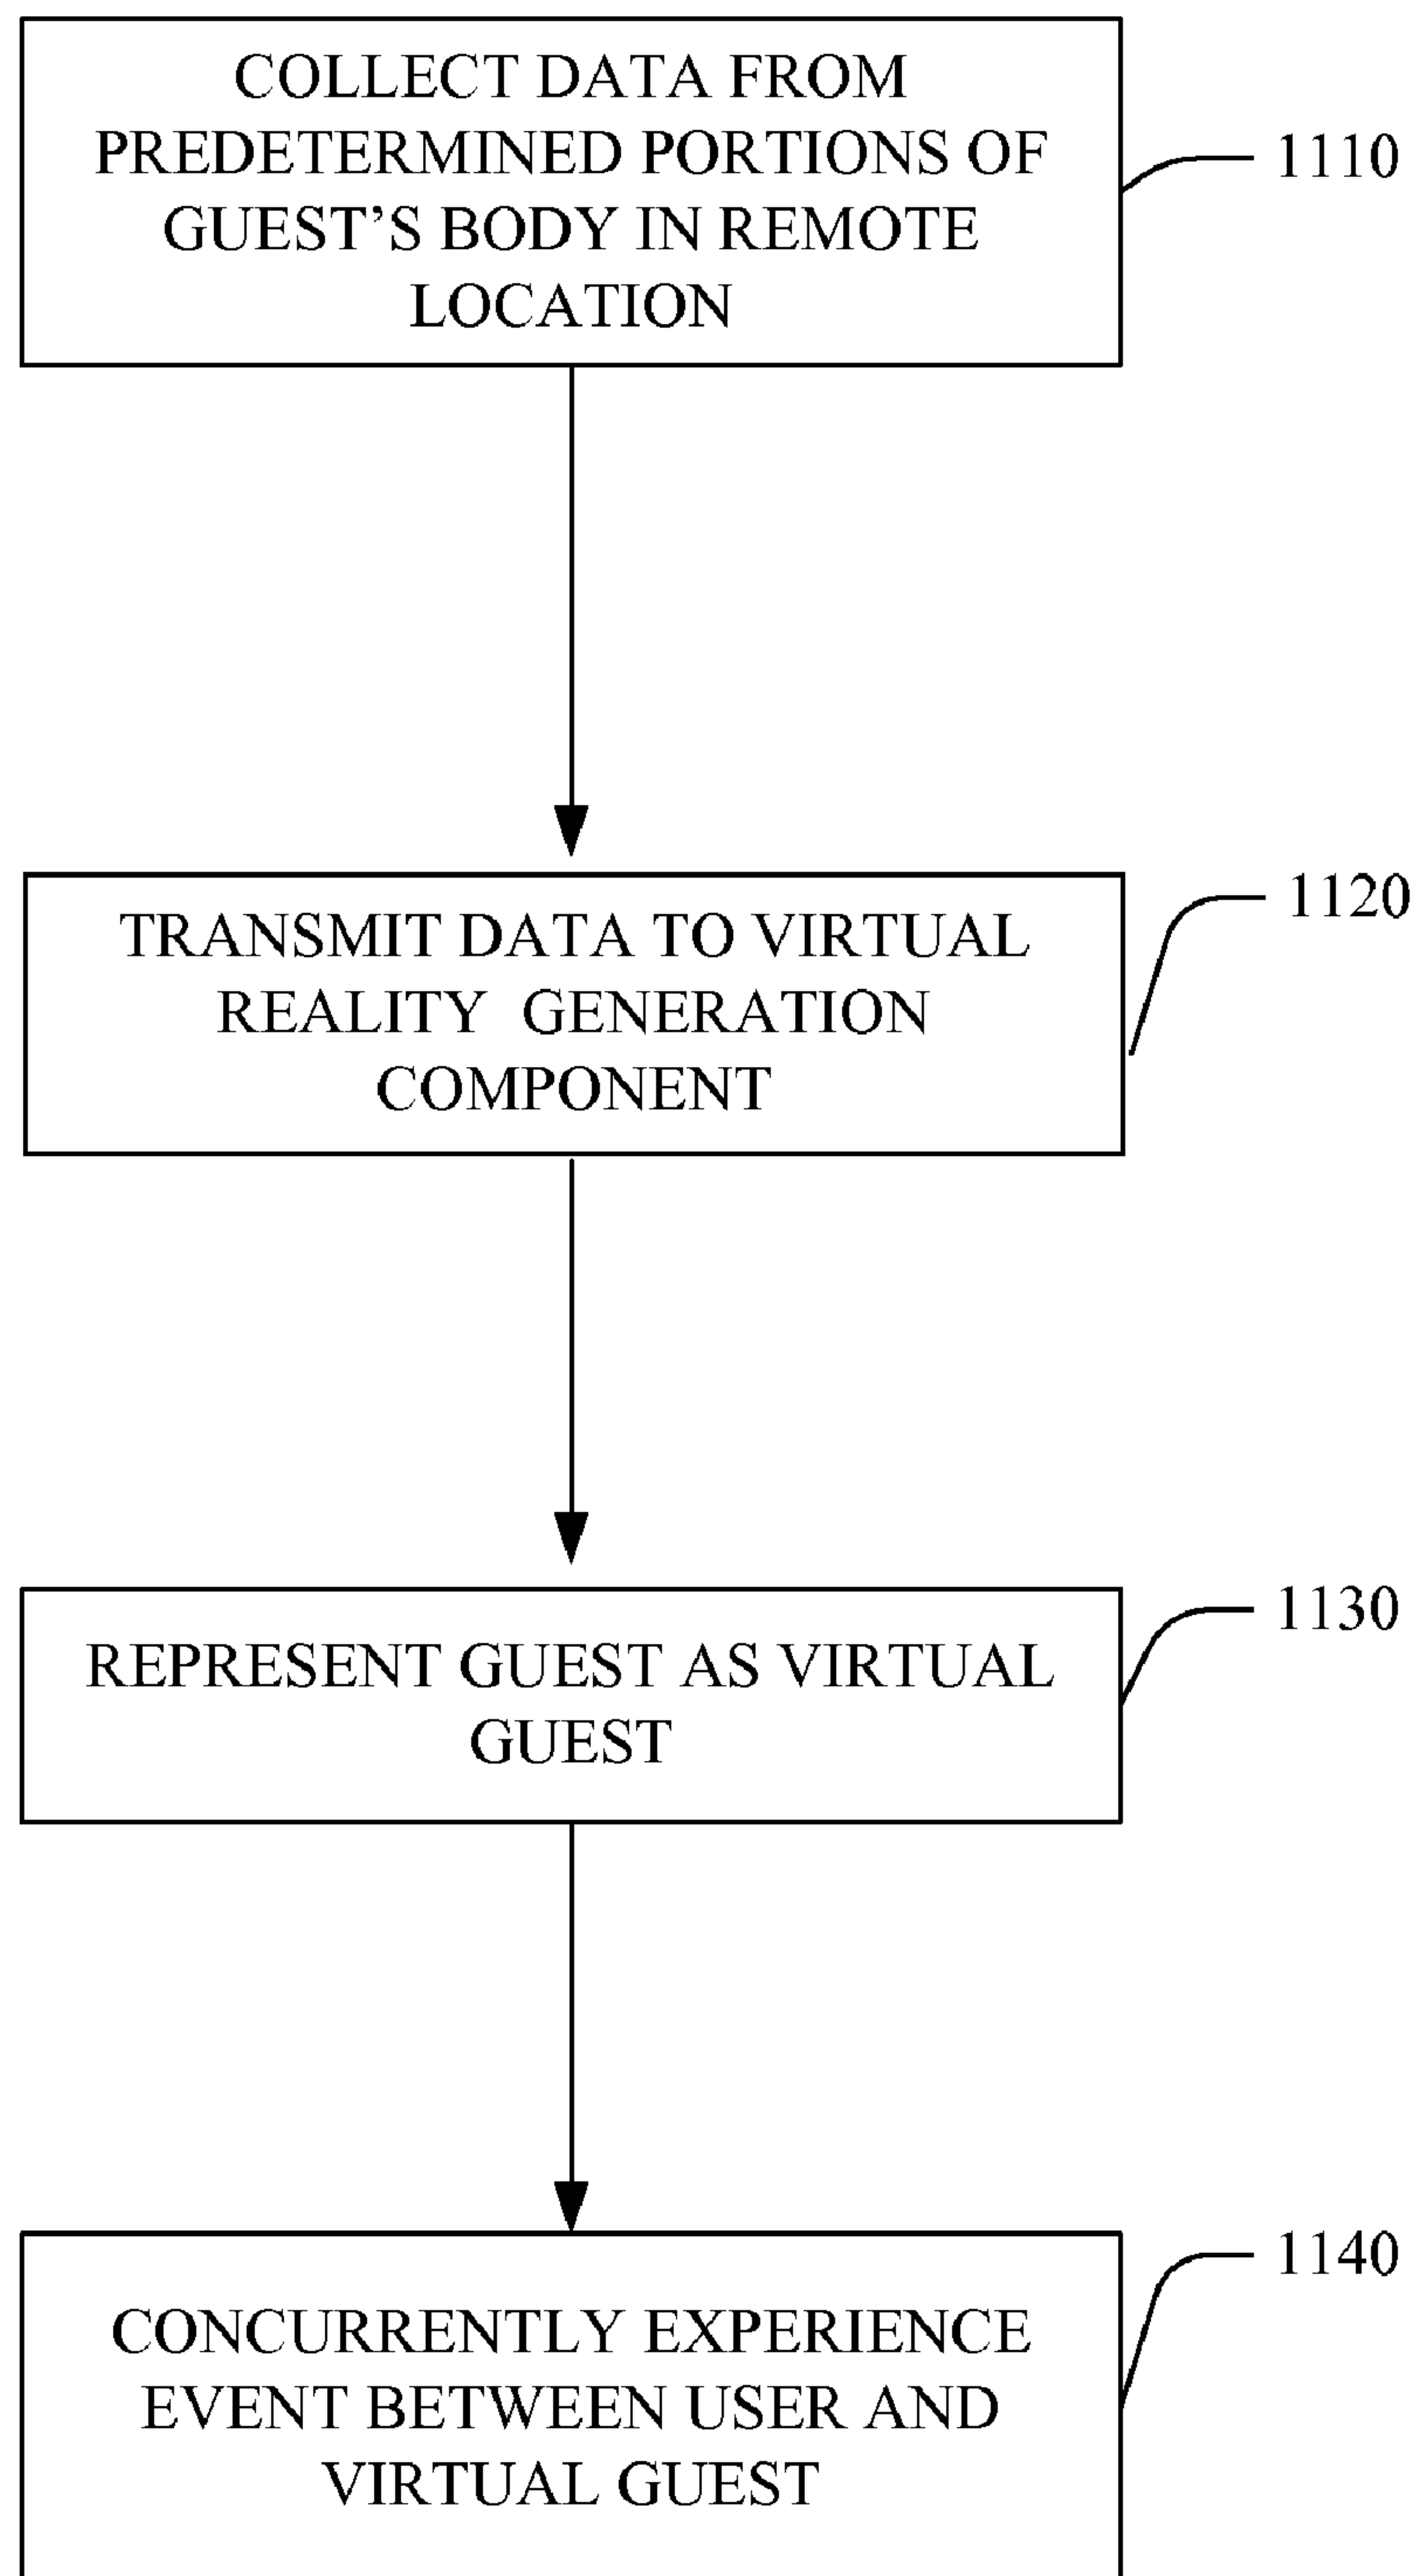 COLLECT DATA FROM
PREDETERMINED PORTIONS OF
GUEST’S BODY IN REMOTE
LOCATION
1110
TRANSMIT DATA TO VIRTUAL
REALITY GENERATION
COMPONENT
1120
REPRESENT GUEST AS VIRTUAL
GUEST
1130
CONCURRENTLY EXPERIENCE
EVENT BETWEEN USER AND
VIRTUAL GUEST
1140